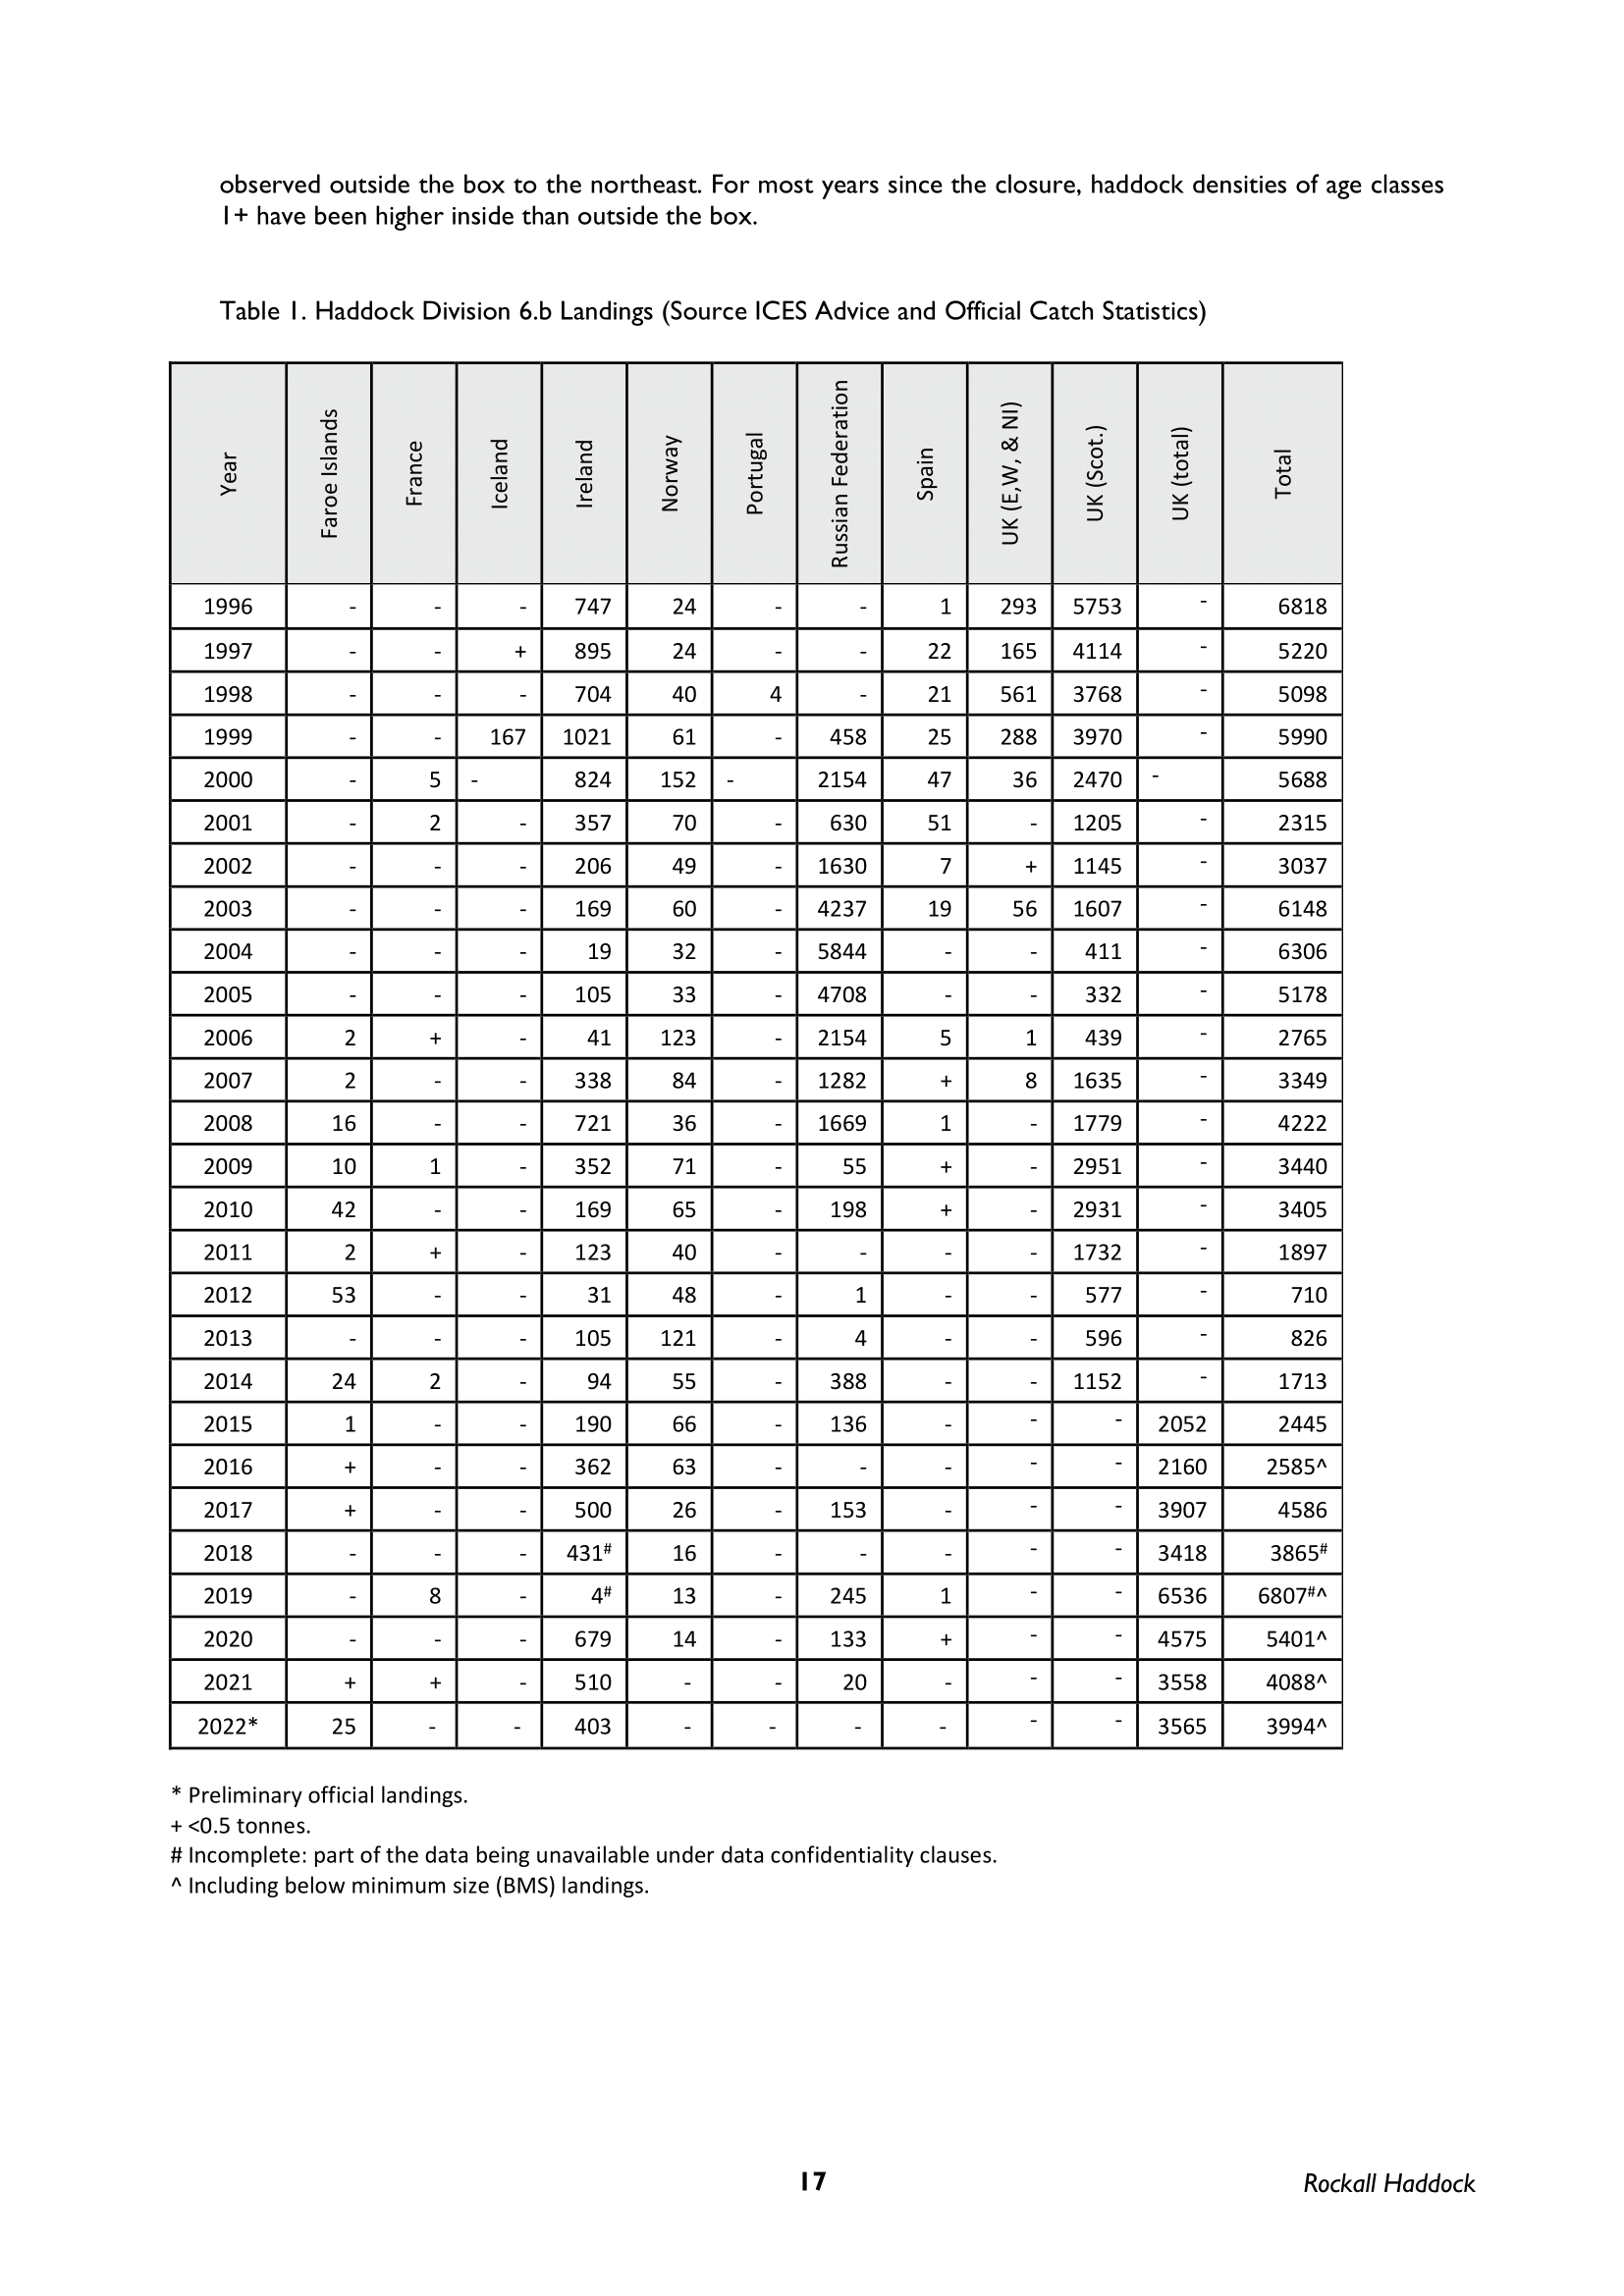 observed outside the box to the northeast. For most years since the closure, haddock densities of age classes
1+ have been higher inside than outside the box.
Table 1. Haddock Division 6.b Landings (Source ICES Advice and Official Catch Statistics)
Year Faroe Islands France Iceland Ireland Norway Portugal Russian Federation Spain UK (E,W, & NI) UK (Scot.) UK (total) Total
1996 - - - 747 24 - - 1 293 5753 - 6818
1997 - - + 895 24 - - 22 165 4114 - 5220
1998 - - - 704 40 4 - 21 561 3768 - 5098
1999 - - 167 1021 61 - 458 25 288 3970 - 5990
2000 - 5 - 824 152 - 2154 47 36 2470 - 5688
2001 - 2 - 357 70 - 630 51 - 1205 - 2315
2002 - - - 206 49 - 1630 7 + 1145 - 3037
2003 - - - 169 60 - 4237 19 56 1607 - 6148
2004 - - - 19 32 - 5844 - - 411 - 6306
2005 - - - 105 33 - 4708 - - 332 - 5178
2006 2 + - 41 123 - 2154 5 1 439 - 2765
2007 2 - - 338 84 - 1282 + 8 1635 - 3349
2008 16 - - 721 36 - 1669 1 - 1779 - 4222
2009 10 1 - 352 71 - 55 + - 2951 - 3440
2010 42 - - 169 65 - 198 + - 2931 - 3405
2011 2 + - 123 40 - - - - 1732 - 1897
2012 53 - - 31 48 - 1 - - 577 - 710
2013 - - - 105 121 - 4 - - 596 - 826
2014 24 2 - 94 55 - 388 - - 1152 - 1713
2015 1 - - 190 66 - 136 - - - 2052 2445
2016 + - - 362 63 - - - - - 2160 2585^
2017 + - - 500 26 - 153 - - - 3907 4586
2018 - - - 431# 16 - - - - - 3418 3865#
2019 - 8 - 4# 13 - 245 1 - - 6536 6807#^
2020 - - - 679 14 - 133 + - - 4575 5401^
2021 + + - 510 - - 20 - - - 3558 4088^
2022* 25 - - 403 - - - - - - 3565 3994^
* Preliminary official landings.
+ <0.5 tonnes.
# Incomplete: part of the data being unavailable under data confidentiality clauses.
^ Including below minimum size (BMS) landings.
17
Rockall Haddock